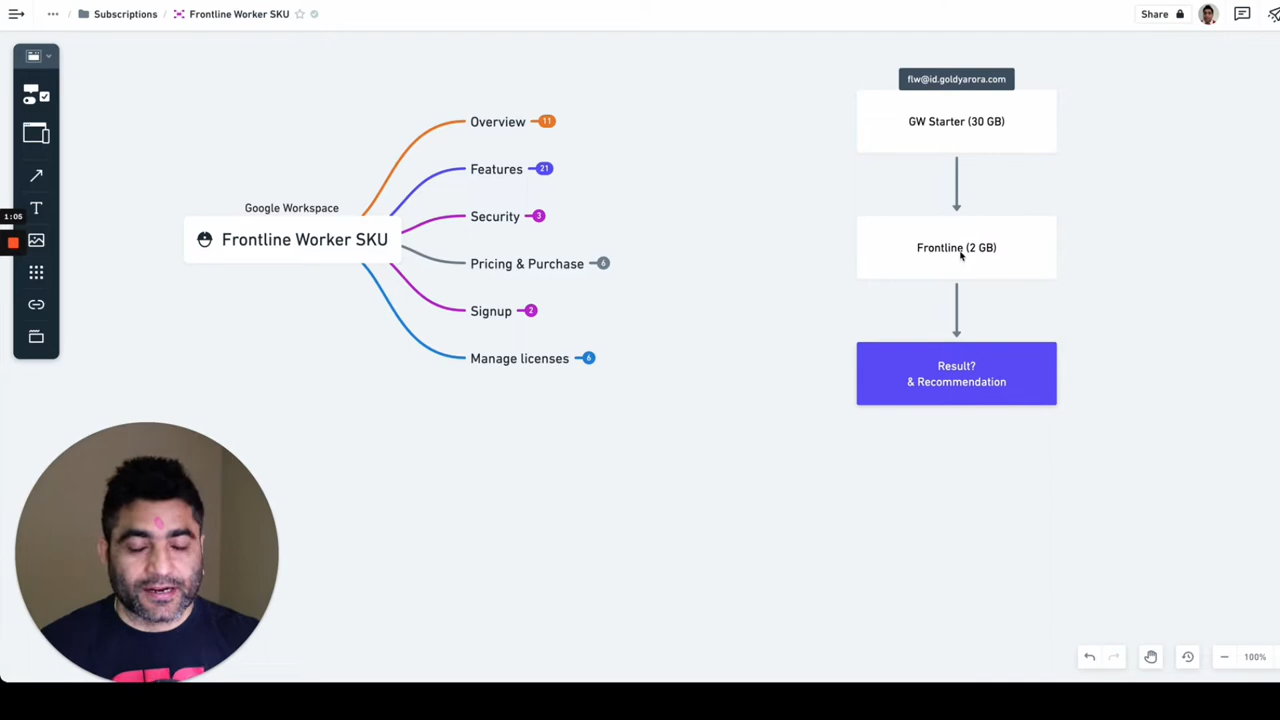 Subscriptions
Frontline Worker SKU
Share
1:05
Google Workspace
Frontline Worker SKU
Overview 11
Features 21
Security 3
Pricing & Purchase 6
Signup 2
Manage licenses 6
flw@id.goldyarora.com
GW Starter (30 GB)
Frontline (2 GB)
Result?
& Recommendation
100%